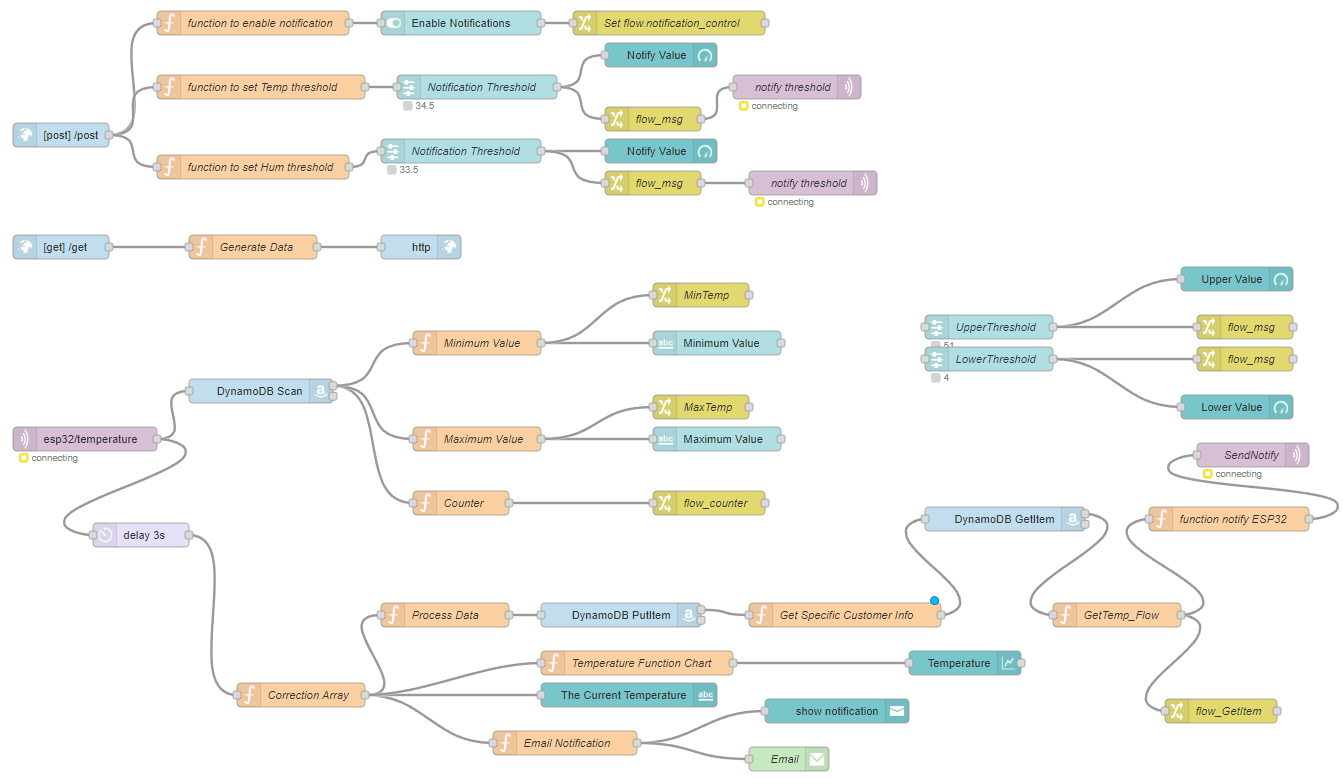 function to enable notification
Enable Notifications
Set flow.notification_control
Notify Value
function to set Temp threshold
Notification Threshold
34.5
notify threshold
connecting
flow_msg
[post] /post
function to set Hum threshold
Notification Threshold
33.5
Notify Value
flow_msg
notify threshold
connecting
[get] /get
Generate Data
http
MinTemp
Minimum Value
abc
Minimum Value
Upper Value
UpperThreshold
51
flow_msg
LowerThreshold
4
flow_msg
Lower Value
DynamoDB Scan
a
MaxTemp
Maximum Value
abc
Maximum Value
esp32/temperature
connecting
SendNotify
connecting
Counter
flow_counter
delay 3s
DynamoDB GetItem
a
function notify ESP32
Process Data
DynamoDB PutItem
a
Get Specific Customer Info
GetTemp_Flow
Temperature Function Chart
Temperature
Correction Array
The Current Temperature
abc
Email Notification
show notification
flow_GetItem
Email